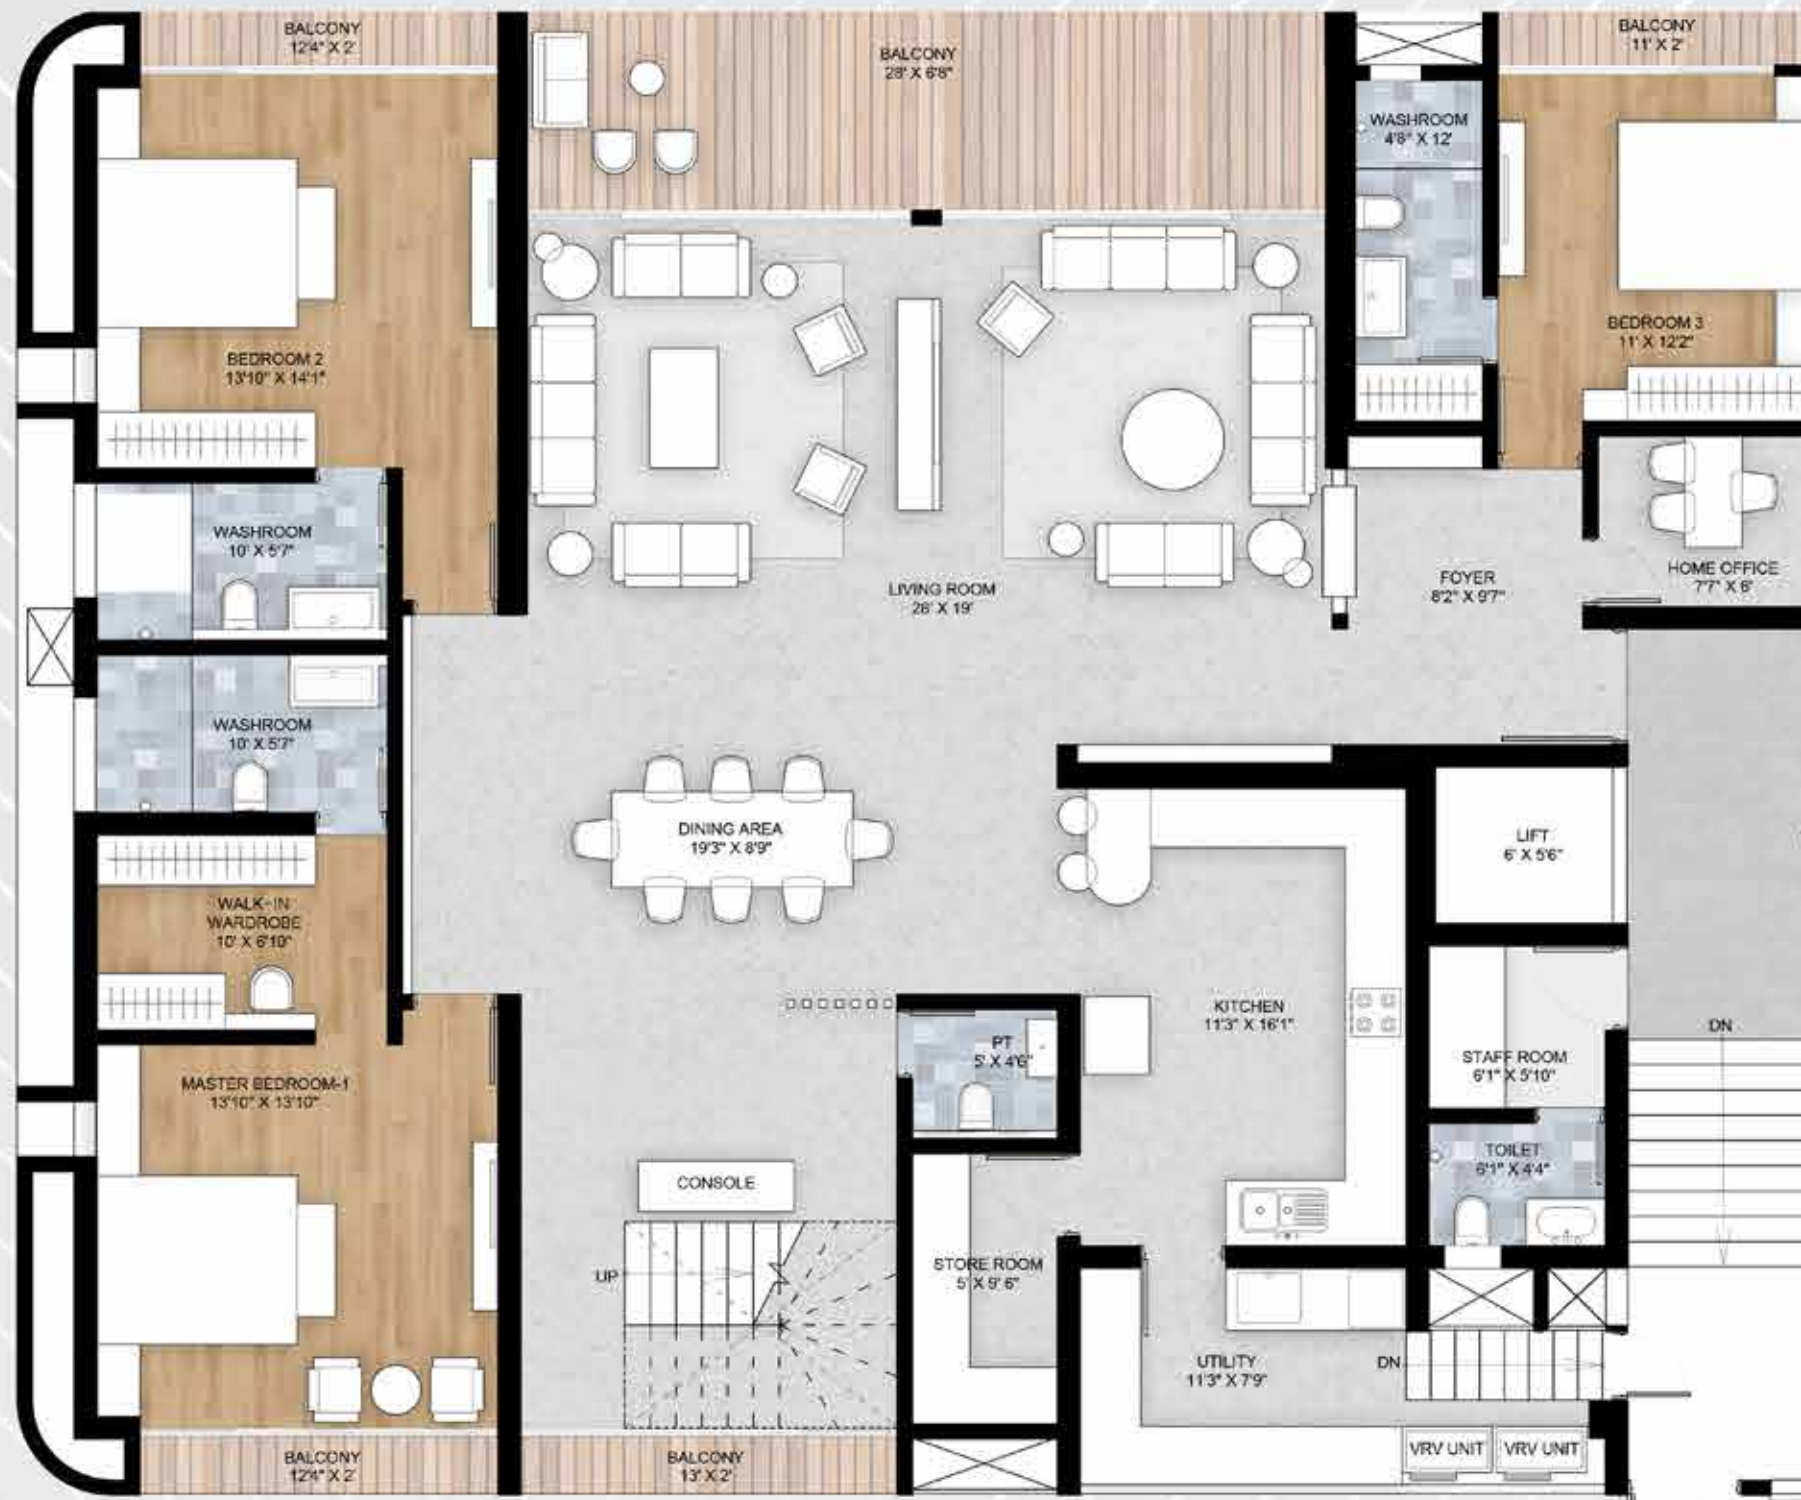 BALCONY
12'4" X 2'
BALCONY
28' X 6'8"
BALCONY
11' X 2'
WASHROOM
4'8" X 12'
BEDROOM 2
13'10" X 14'1"
BEDROOM 3
11' X 12'2"
WASHROOM
10' X 5'7"
LIVING ROOM
28' X 19'
FOYER
8'2" X 9'7"
HOME OFFICE
7'7" X 6'
WASHROOM
10' X 5'7"
DINING AREA
19'3" X 8'9"
LIFT
6' X 5'6"
WALK-IN
WARDROBE
10' X 6'10"
KITCHEN
11'3" X 16'1"
DN
PT
5' X 4'6"
STAFF ROOM
6'1" X 5'10"
MASTER BEDROOM-1
13'10" X 13'10"
TOILET
6'1" X 4'4"
CONSOLE
UP
STORE ROOM
5' X 9' 6"
UTILITY
11'3" X 7'9"
DN
BALCONY
12'4" X 2'
BALCONY
13' X 2'
VRV UNIT
VRV UNIT